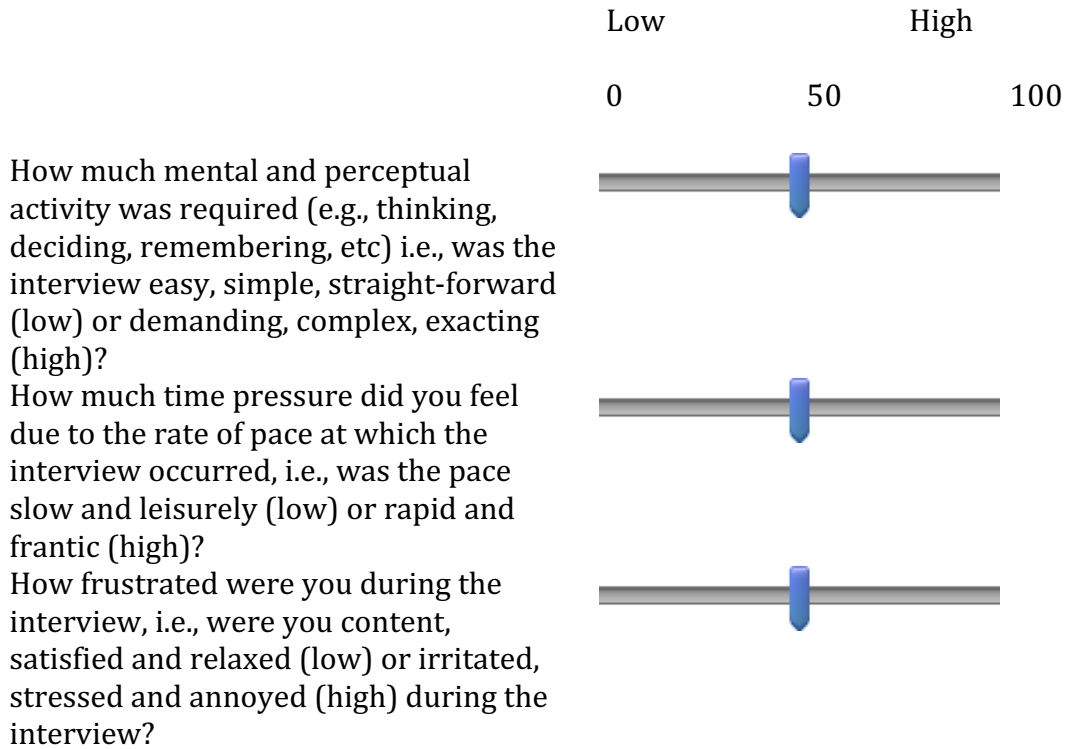 Low High
0 50 100
How much mental and perceptual
activity was required (e.g., thinking,
deciding, remembering, etc) i.e., was the
interview easy, simple, straight-forward
(low) or demanding, complex, exacting
(high)?
How much time pressure did you feel
due to the rate of pace at which the
interview occurred, i.e., was the pace
slow and leisurely (low) or rapid and
frantic (high)?
How frustrated were you during the
interview, i.e., were you content,
satisfied and relaxed (low) or irritated,
stressed and annoyed (high) during the
interview?